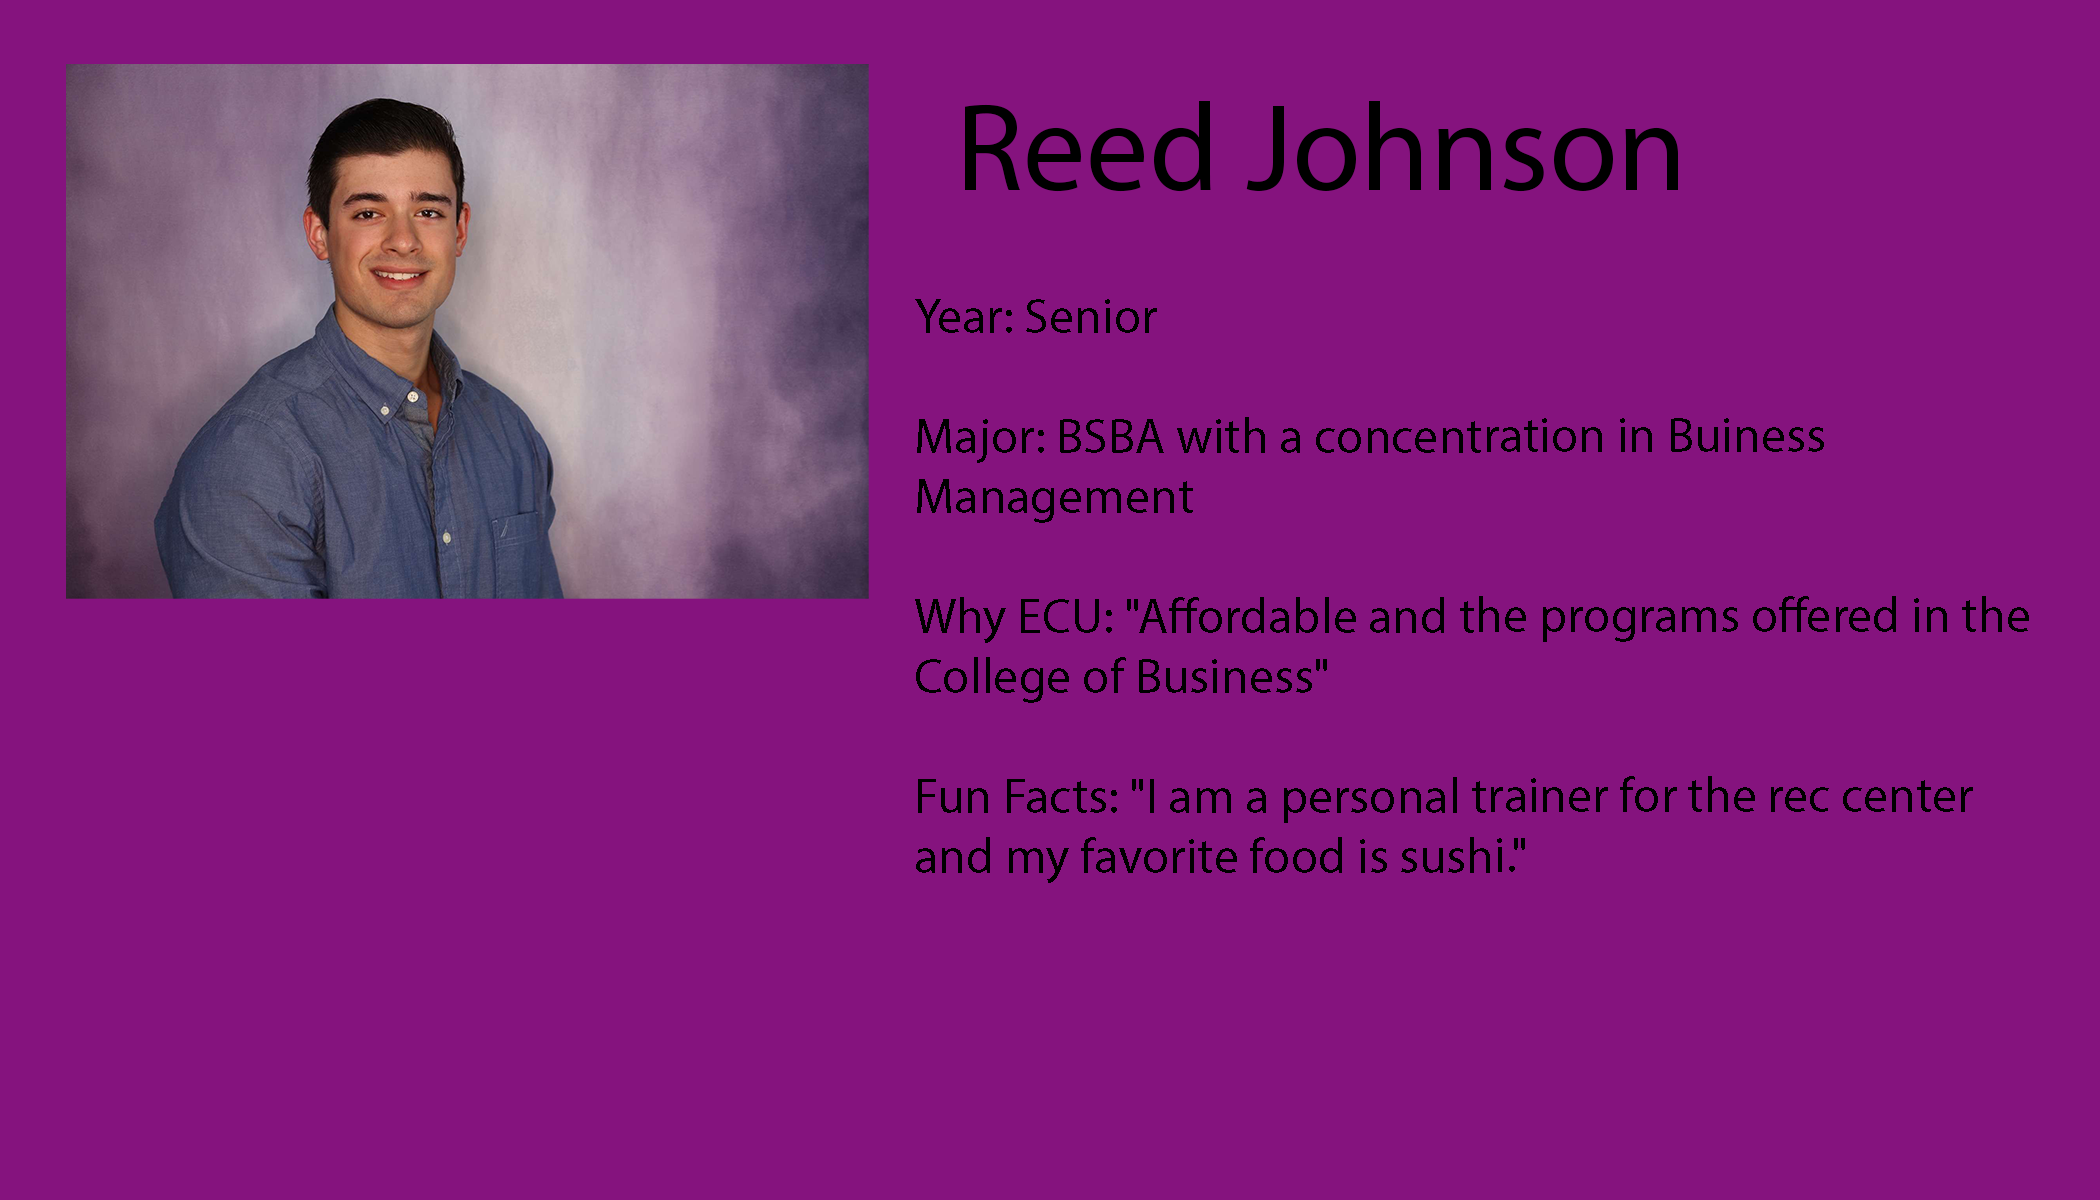 Reed Johnson
Year: Senior
Major: BSBA with a concentration in Buiness
Management
Why ECU: "Affordable and the programs offered in the
College of Business"
Fun Facts: "I am a personal trainer for the rec center
and my favorite food is sushi."